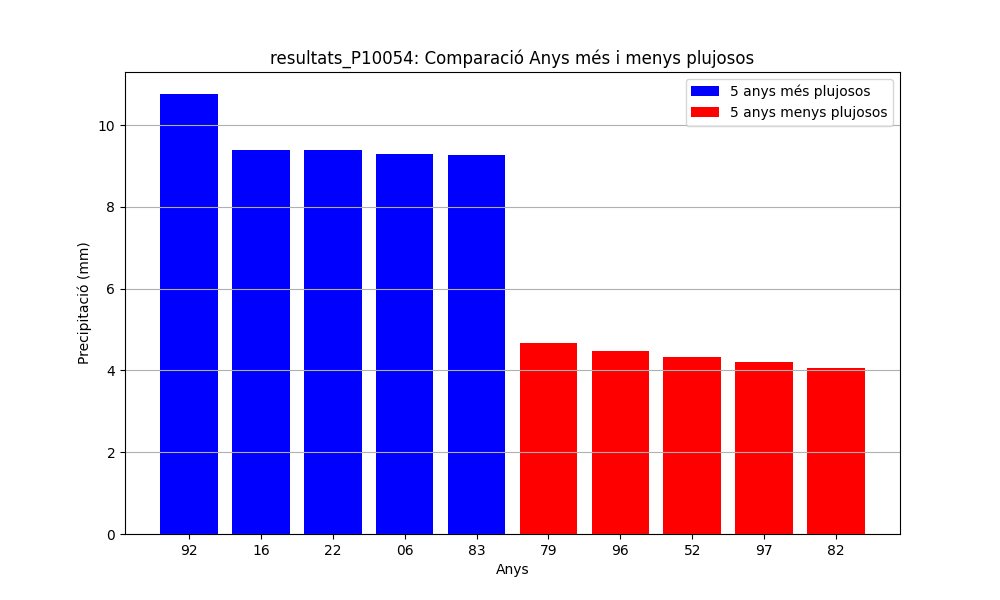 resultats_P10054: Comparació Anys més i menys plujosos
5 anys més plujosos
5 anys menys plujosos
Precipitació (mm)
10
8
6
4
2
0
92 16 22 06 83 79 96 52 97 82
Anys